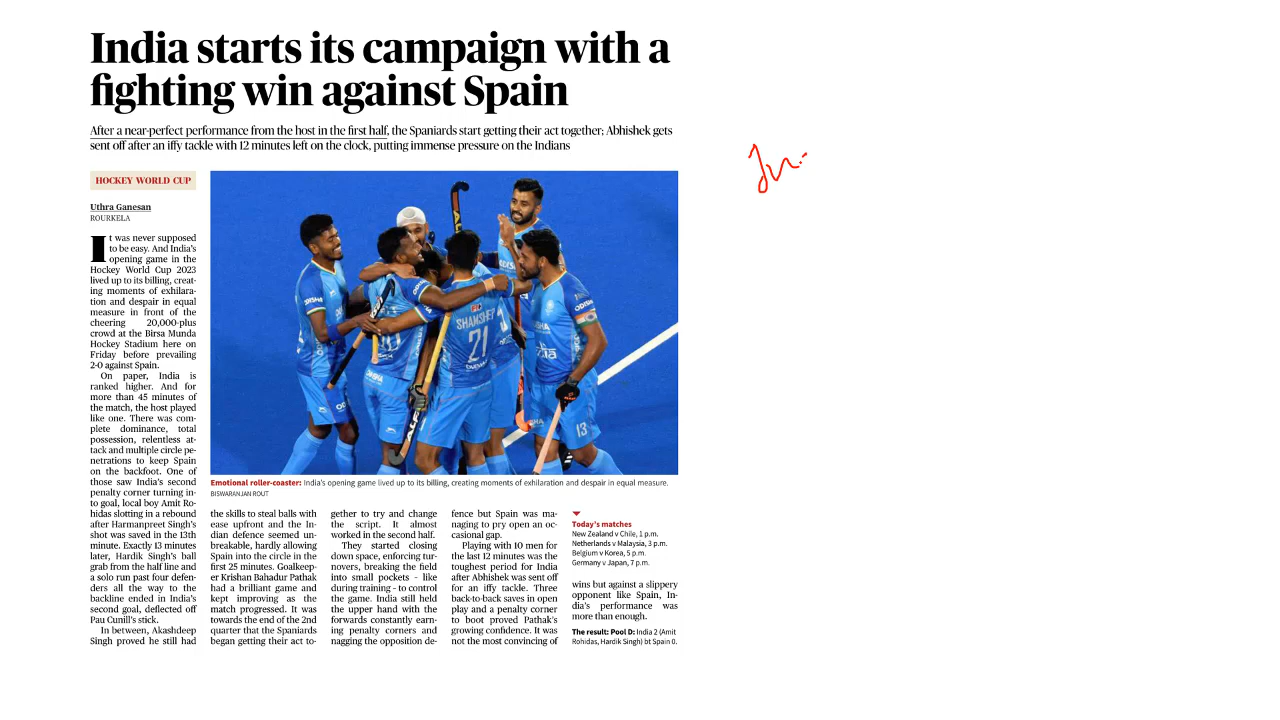 India starts its campaign with a
fighting win against Spain
After a near-perfect performance from the host in the first half, the Spaniards start getting their act together; Abhishek gets
sent off after an iffy tackle with 12 minutes left on the clock, putting immense pressure on the Indians
HOCKEY WORLD CUP
Uthra Ganesan
ROURKELA
It was never supposed
to be easy. And India's
opening game in the
Hockey World Cup 2023
lived up to its billing, creat-
ing moments of exhilara-
tion and despair in equal
measure in front of the
cheering 20,000-plus
crowd at the Birsa Munda
Hockey Stadium here on
Friday before prevailing
2-0 against Spain.
On paper, India is
ranked higher. And for
more than 45 minutes of
the match, the host played
like one. There was com-
plete dominance, total
possession, relentless at-
tack and multiple circle pe-
netrations to keep Spain
on the backfoot. One of
those saw India's second
penalty corner turning in-
to goal, local boy Amit Ro-
hidas slotting in a rebound
after Harmanpreet Singh's
shot was saved in the 13th
minute. Exactly 13 minutes
later, Hardik Singh's ball
grab from the half line and
a solo run past four defen-
ders all the way to the
backline ended in India's
second goal, deflected off
Pau Cunill's stick.
In between, Akashdeep
Singh proved he still had
ODISHA
SHAMSHER
21
ODISHA
13
Emotional roller-coaster: India's opening game lived up to its billing, creating moments of exhilaration and despair in equal measure.
BISWARANJAN ROUT
the skills to steal balls with
ease upfront and the In-
dian defence seemed un-
breakable, hardly allowing
Spain into the circle in the
first 25 minutes. Goalkeep-
er Krishan Bahadur Pathak
had a brilliant game and
kept improving as the
match progressed. It was
towards the end of the 2nd
quarter that the Spaniards
began getting their act to-
gether to try and change
the script. It almost
worked in the second half.
They started closing
down space, enforcing tur-
novers, breaking the field
into small pockets - like
during training - to control
the game. India still held
the upper hand with the
forwards constantly earn-
ing penalty corners and
nagging the opposition de-
fence but Spain was ma-
naging to pry open an oc-
casional gap.
Playing with 10 men for
the last 12 minutes was the
toughest period for India
after Abhishek was sent off
for an iffy tackle. Three
back-to-back saves in open
play and a penalty corner
to boot proved Pathak's
growing confidence. It was
not the most convincing of
Today's matches
New Zealand v Chile, 1 p.m.
Netherlands v Malaysia, 3 p.m.
Belgium v Korea, 5 p.m.
Germany v Japan, 7 p.m.
wins but against a slippery
opponent like Spain, In-
dia's performance was
more than enough.
The result: Pool D: India 2 (Amit
Rohidas, Hardik Singh) bt Spain 0.